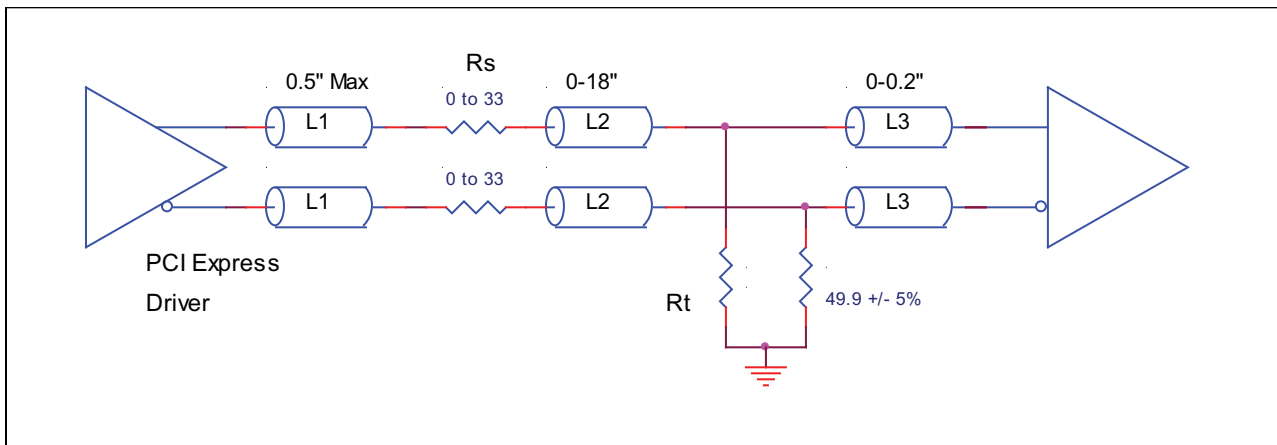 Rs
0.5" Max
0-18"
0-0.2"
0 to 33
L1
L2
L3
0 to 33
L1
L2
L3
PCI Express
Driver
Rt
49.9 +/- 5%